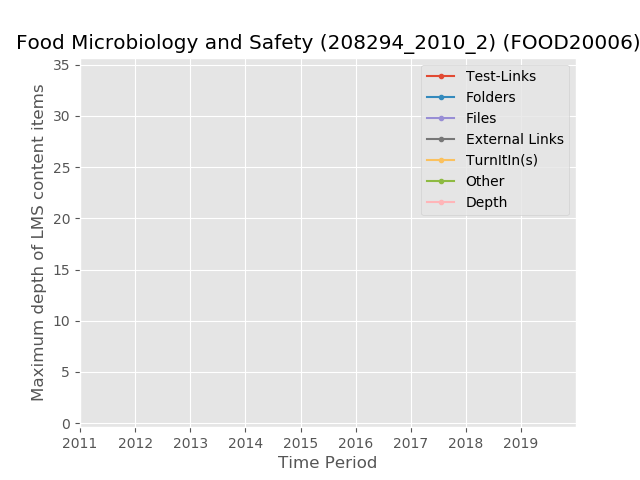 Food Microbiology and Safety (208294_2010_2) (FOOD20006)
Maximum depth of LMS content items
35
30
25
20
15
10
5
0
Test-Links
Folders
Files
External Links
TurnItIn(s)
Other
Depth
2011 2012 2013 2014 2015 2016 2017 2018 2019
Time Period